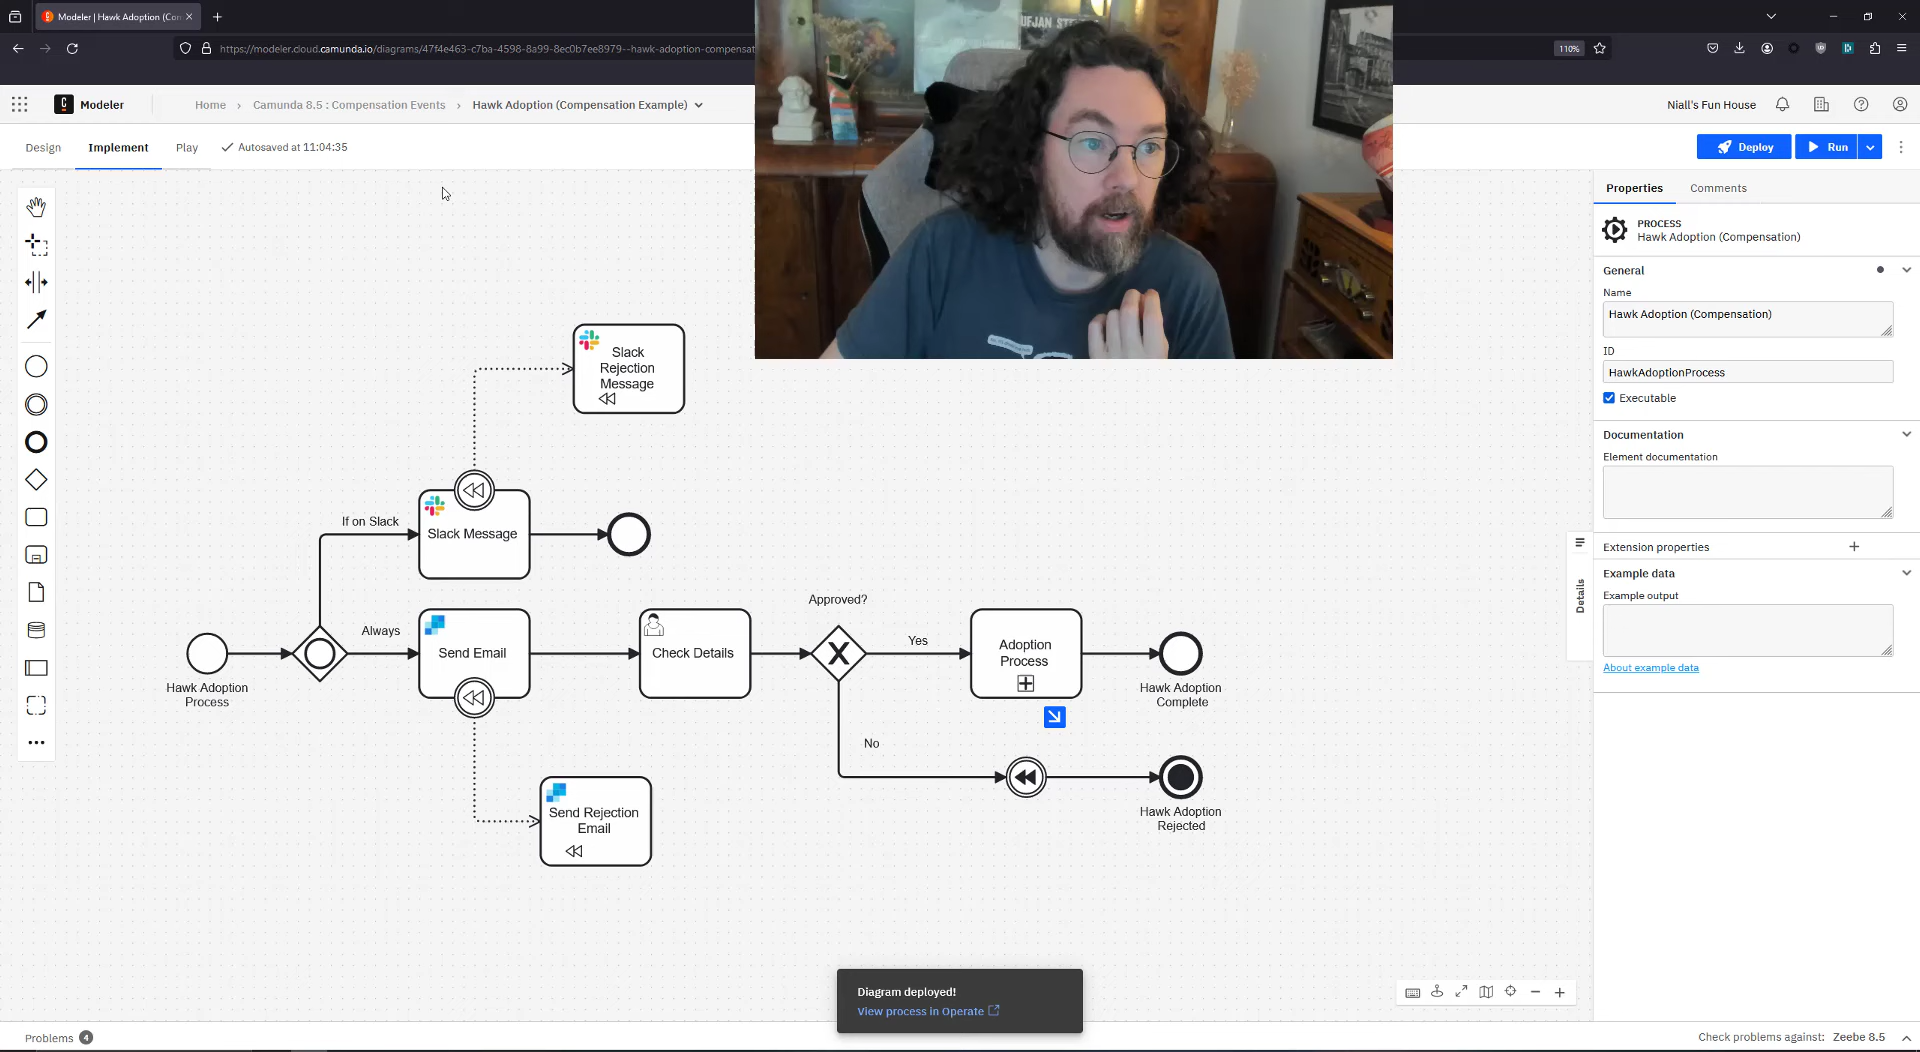 Modeler | Hawk Adoption (Con
https://modeler.cloud.camunda.io/diagrams/47f4e463-c7ba-4598-8a99-8ec0b7ee8979--hawk-adoption-compensat
110%
UFJAN STE
C Modeler
Home › Camunda 8.5 : Compensation Events › Hawk Adoption (Compensation Example)
Niall's Fun House
Design
Implement
Play
Autosaved at 11:04:35
Deploy
Run
Properties
Comments
PROCESS
Hawk Adoption (Compensation)
General
Name
Hawk Adoption (Compensation)
ID
HawkAdoptionProcess
Executable
Documentation
Element documentation
Extension properties
Example data
Example output
About example data
Details
Slack
Rejection
Message
If on Slack
Slack Message
Always
Send Email
Check Details
Approved?
Yes
Adoption
Process
Hawk Adoption
Process
Hawk Adoption
Complete
No
Hawk Adoption
Rejected
Send Rejection
Email
Diagram deployed!
View process in Operate
Problems 4
Check problems against: Zeebe 8.5